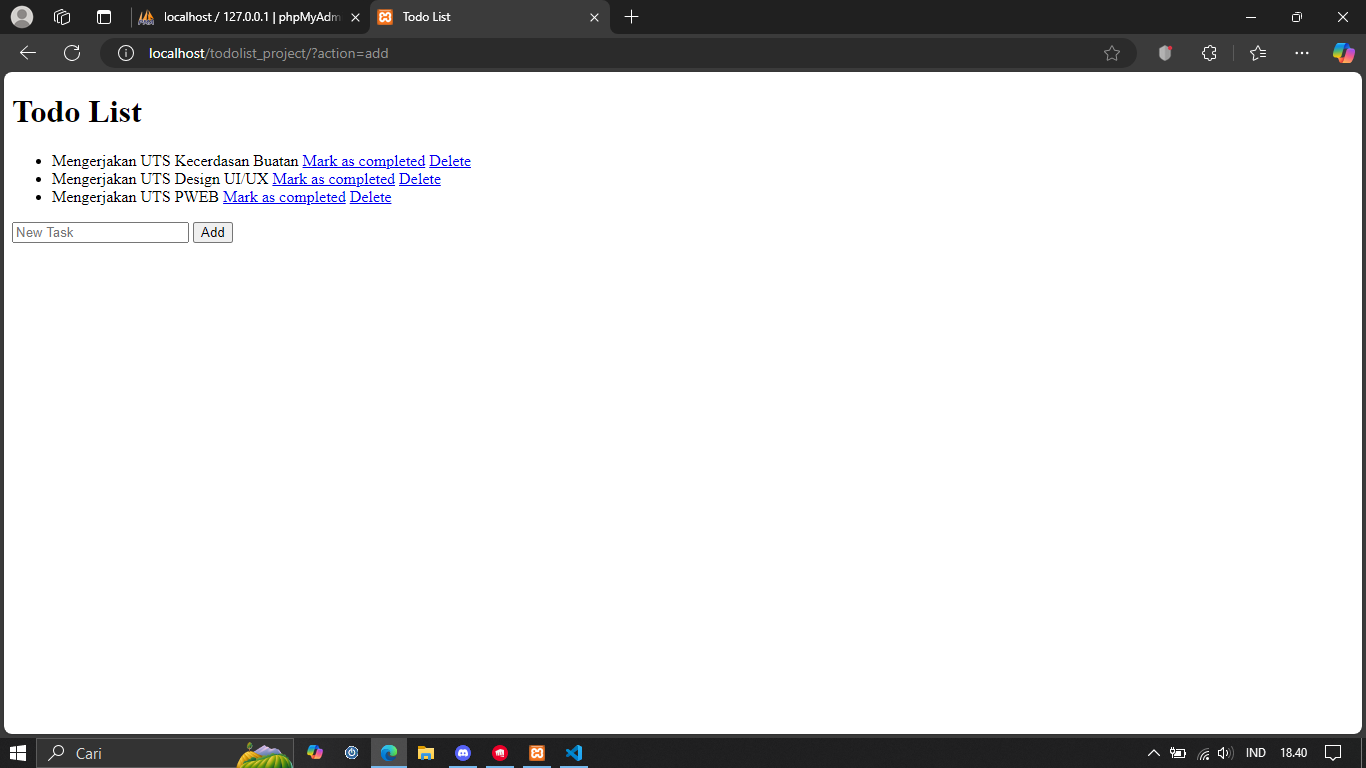 localhost / 127.0.0.1 | phpMyAdm
Todo List
localhost/todolist_project/?action=add
Todo List
Mengerjakan UTS Kecerdasan Buatan Mark as completed Delete
Mengerjakan UTS Design UI/UX Mark as completed Delete
Mengerjakan UTS PWEB Mark as completed Delete
New Task Add
Cari
IND 18.40